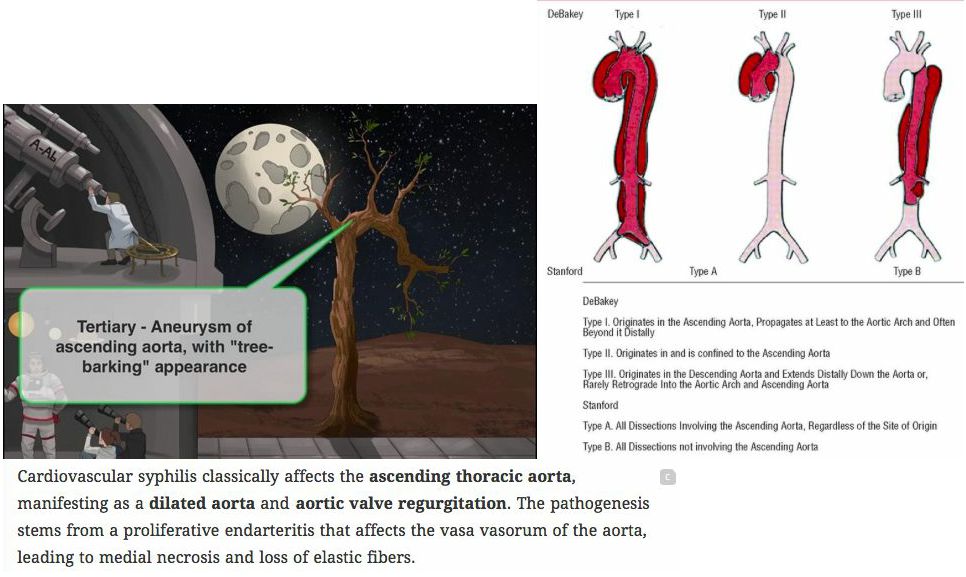 DeBakey Type I Type II Type III
A-AL
Tertiary - Aneurysm of
ascending aorta, with "tree-
barking" appearance
Stanford Type A Type B
DeBakey
Type I. Originates in the Ascending Aorta, Propagates at Least to the Aortic Arch and Often
Beyond it Distally
Type II. Originates in and is confined to the Ascending Aorta
Type III. Originates in the Descending Aorta and Extends Distally Down the Aorta or,
Rarely Retrograde Into the Aortic Arch and Ascending Aorta
Stanford
Type A. All Dissections Involving the Ascending Aorta, Regardless of the Site of Origin
Type B. All Dissections not involving the Ascending Aorta
Cardiovascular syphilis classically affects the ascending thoracic aorta,
manifesting as a dilated aorta and aortic valve regurgitation. The pathogenesis
stems from a proliferative endarteritis that affects the vasa vasorum of the aorta,
leading to medial necrosis and loss of elastic fibers.
C